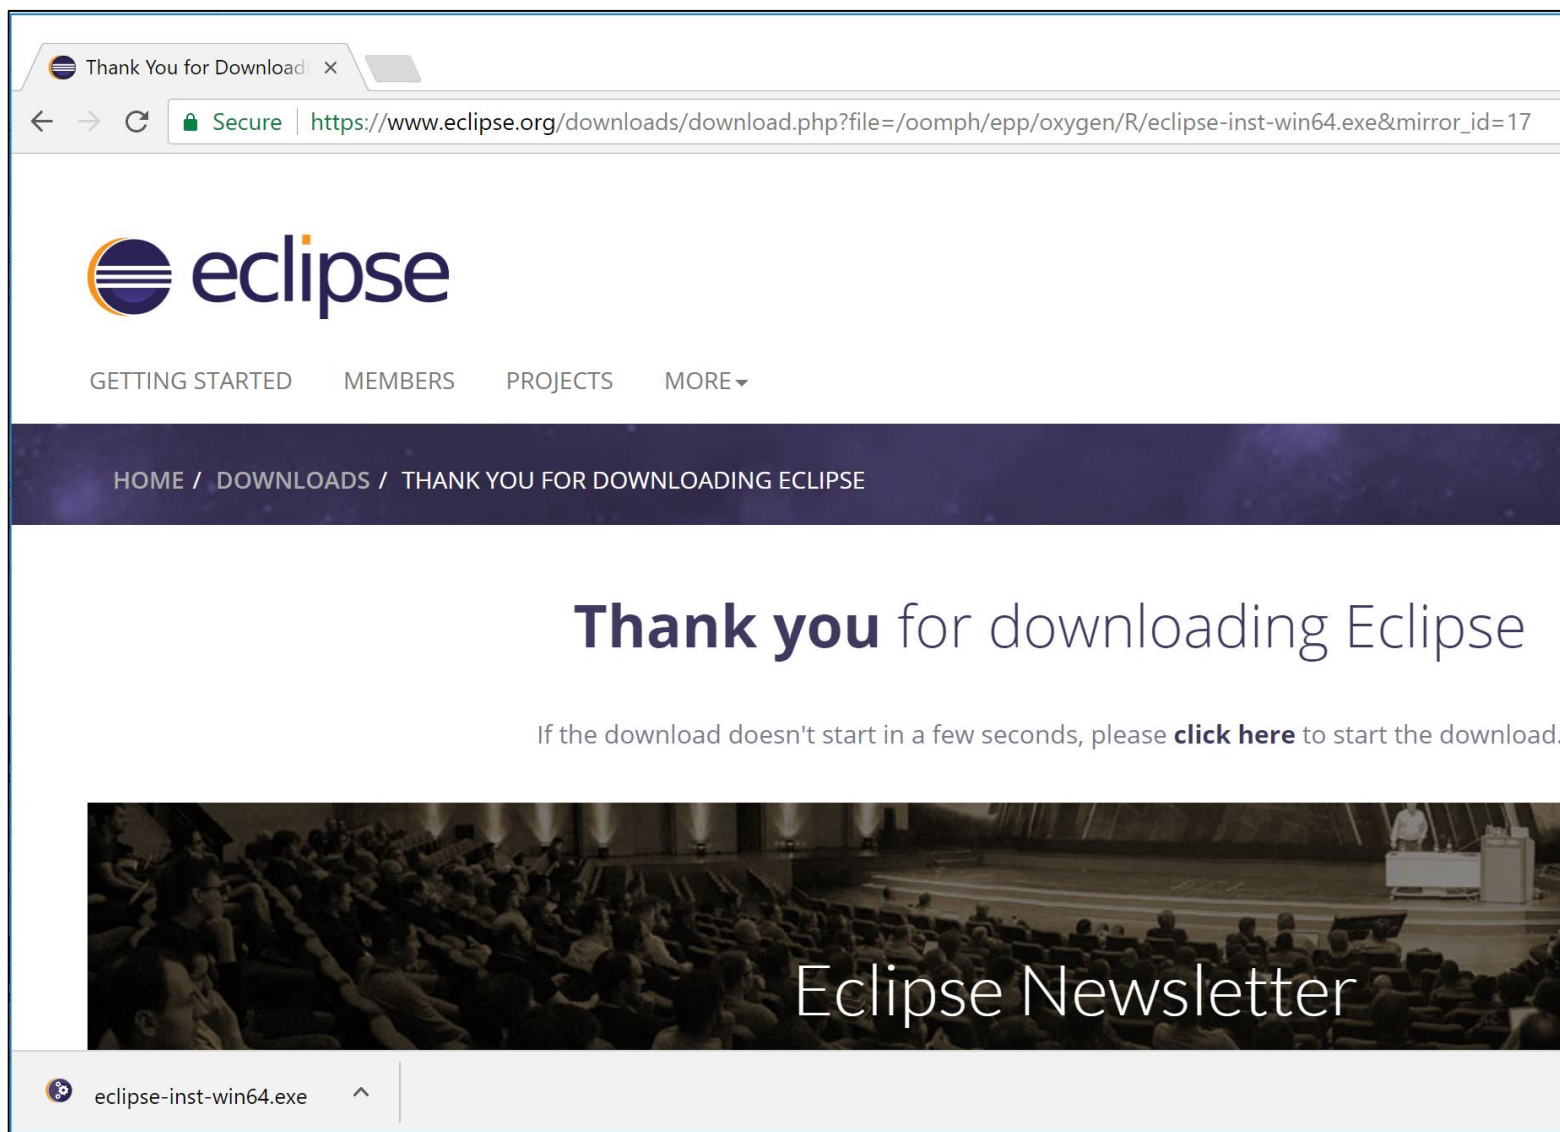 Thank You for Download
Secure https://www.eclipse.org/downloads/download.php?file=/oomph/epp/oxygen/R/eclipse-inst-win64.exe&mirror_id=17
eclipse
GETTING STARTED MEMBERS PROJECTS MORE
HOME / DOWNLOADS / THANK YOU FOR DOWNLOADING ECLIPSE
Thank you for downloading Eclipse
If the download doesn't start in a few seconds, please click here to start the download.
Eclipse Newsletter
eclipse-inst-win64.exe